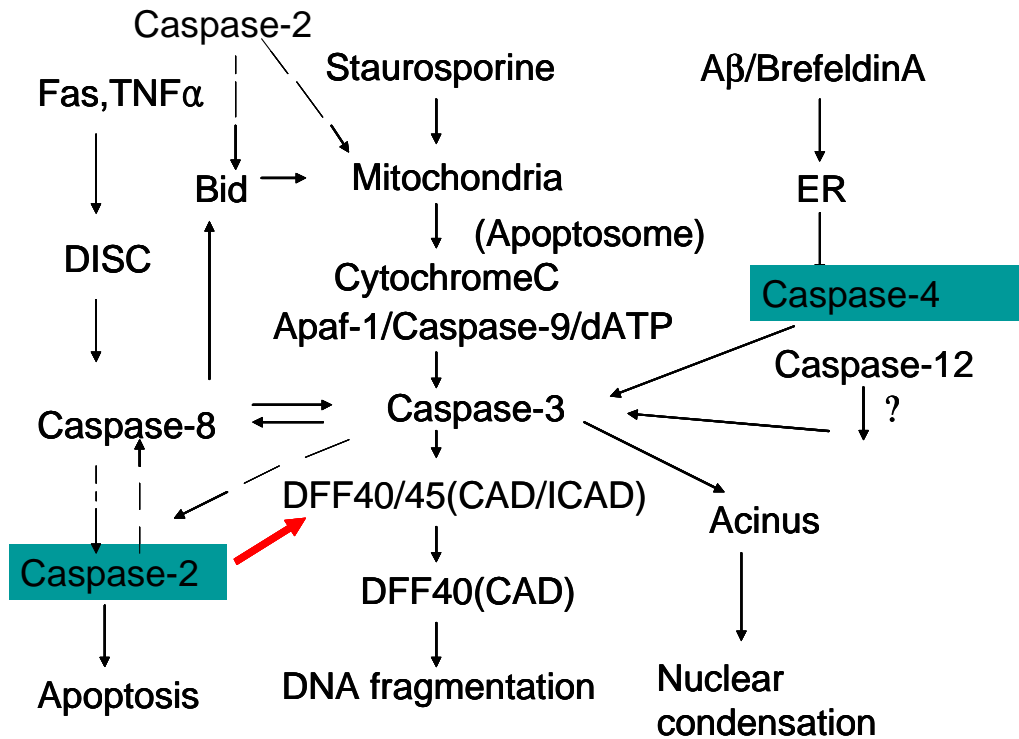 Caspase-2
Staurosporine
Aβ/BrefeldinA
Fas,TNFα
Bid
Mitochondria
ER
(Apoptosome)
DISC
CytochromeC
Caspase-4
Apaf-1/Caspase-9/dATP
Caspase-12
Caspase-8
Caspase-3
?
DFF40/45(CAD/ICAD)
Acinus
Caspase-2
DFF40(CAD)
Apoptosis
DNA fragmentation
Nuclear
condensation